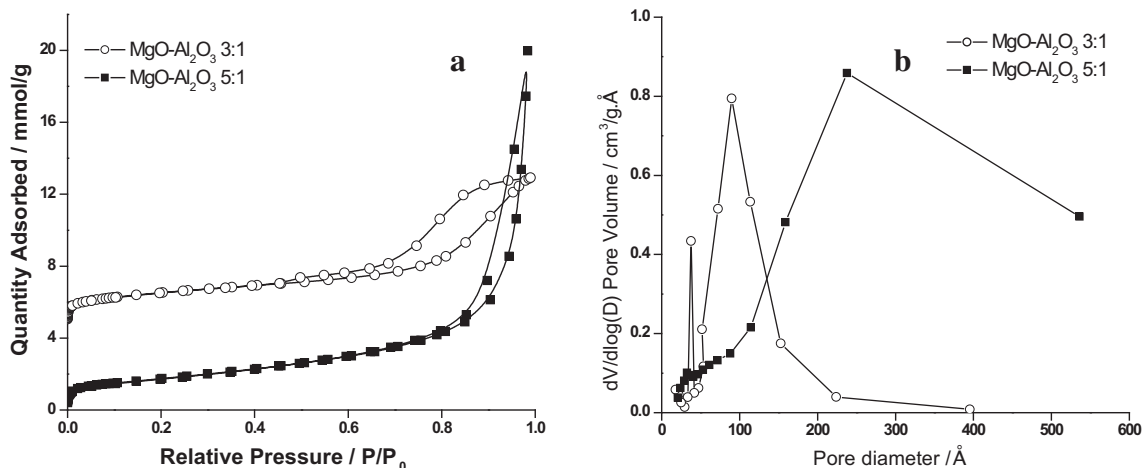 MgO-Al₂O₃ 3:1
MgO-Al₂O₃ 5:1
a
Quantity Adsorbed / mmol/g
20
16
12
8
4
0
0.0 0.2 0.4 0.6 0.8 1.0
Relative Pressure / P/P₀
MgO-Al₂O₃ 3:1
MgO-Al₂O₃ 5:1
b
dV/dlog(D) Pore Volume / cm³/g.Å
1.0
0.8
0.6
0.4
0.2
0.0
0 100 200 300 400 500 600
Pore diameter /Å